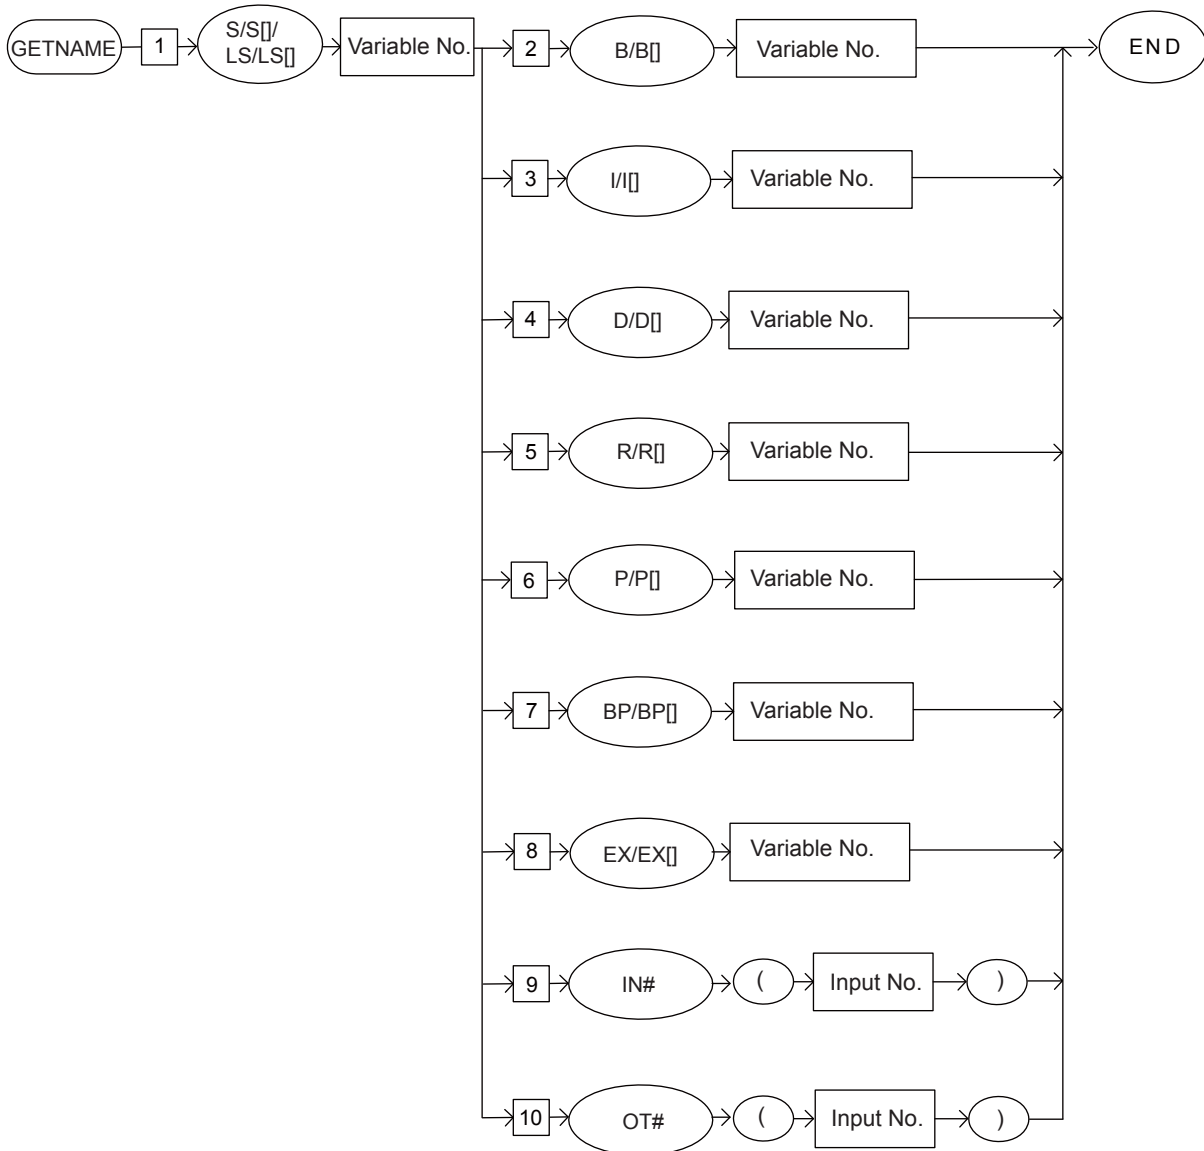 GETNAME 1 S/S[]/
LS/LS[] Variable No. 2 B/B[] Variable No. END
3 I/I[] Variable No.
4 D/D[] Variable No.
5 R/R[] Variable No.
6 P/P[] Variable No.
7 BP/BP[] Variable No.
8 EX/EX[] Variable No.
9 IN# ( Input No. )
10 OT# ( Input No. )